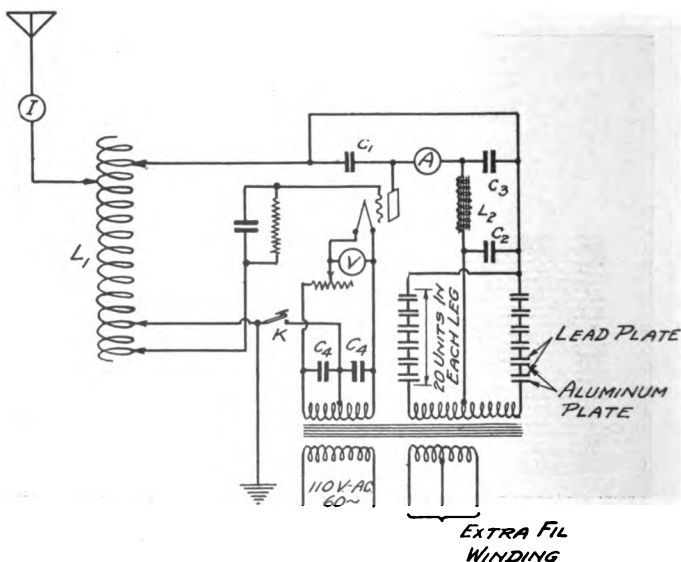 I
C1
A
C3
L2
C2
L1
V
K
C4
C4
20 UNITS IN
EACH LEG
LEAD PLATE
ALUMINUM
PLATE
110 V-AC.
60~
EXTRA FIL
WINDING